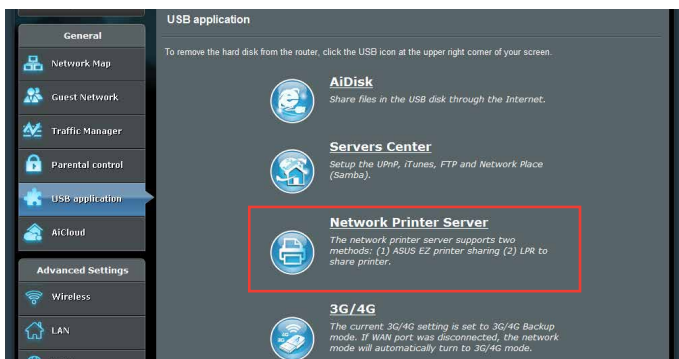 USB application
General
To remove the hard disk from the router, click the USB icon at the upper right corner of your screen.
Network Map
Guest Network
Traffic Manager
Parental control
USB application
AiCloud
Advanced Settings
Wireless
LAN
AiDisk
Share files in the USB disk through the Internet.
Servers Center
Setup the UPnP, iTunes, FTP and Network Place
(Samba).
Network Printer Server
The network printer server supports two
methods: (1) ASUS EZ printer sharing (2) LPR to
share printer.
3G/4G
The current 3G/4G setting is set to 3G/4G Backup
mode. If WAN port was disconnected, the network
mode will automatically turn to 3G/4G mode.